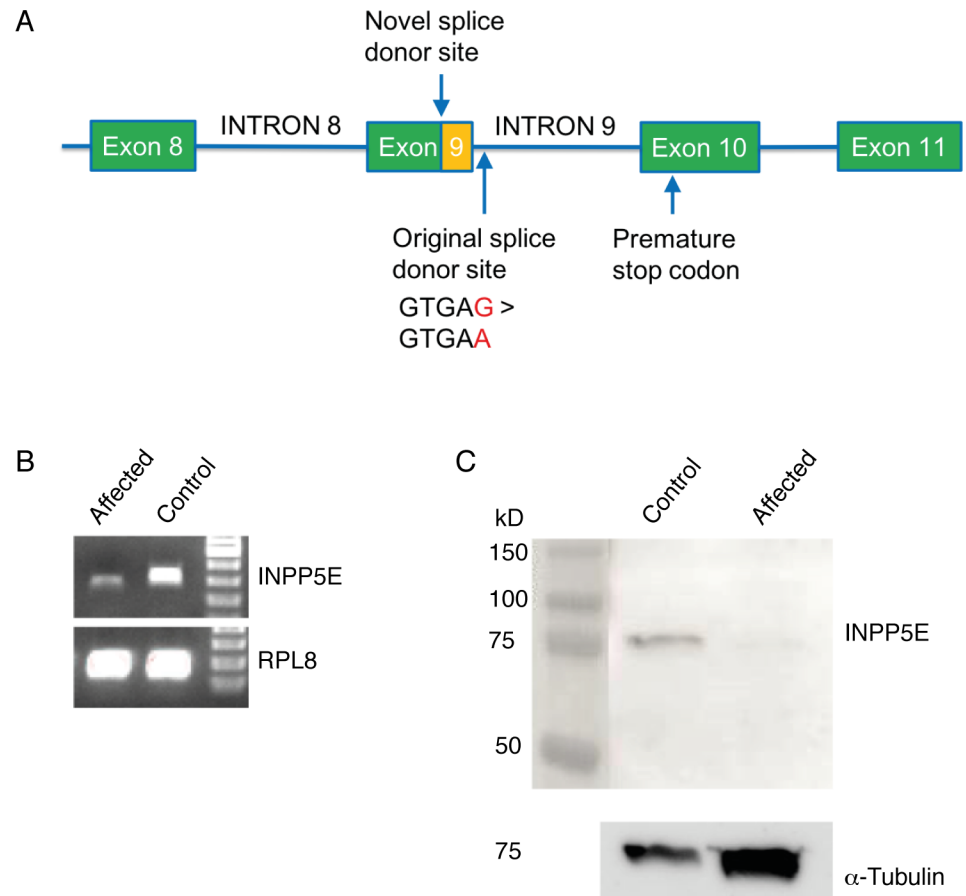 A
Novel splice
donor site
Exon 8
INTRON 8
Exon 9
INTRON 9
Exon 10
Exon 11
Original splice
donor site
GTGAG >
GTGAA
Premature
stop codon
B
Affected
Control
INPP5E
RPL8
C
kD
Control
Affected
150
100
75
50
INPP5E
75
α-Tubulin